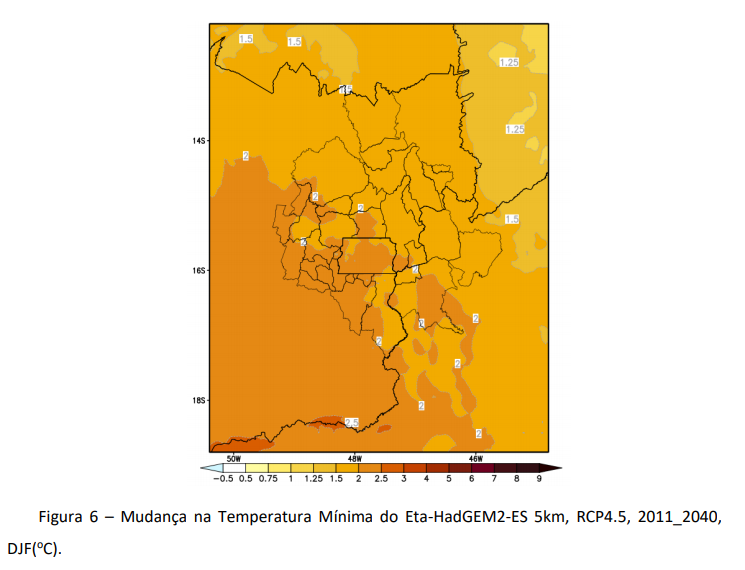 1.5
1.5
1.25
14S
1.25
2
2
2
1.5
2
16S
2
2
2
2
18S
2
2.5
2
50W 48W 46W
−0.5 0.5 0.75 1 1.25 1.5 2 2.5 3 4 5 6 7 8 9
Figura 6 – Mudança na Temperatura Mínima do Eta-HadGEM2-ES 5km, RCP4.5, 2011_2040,
DJF(ºC).